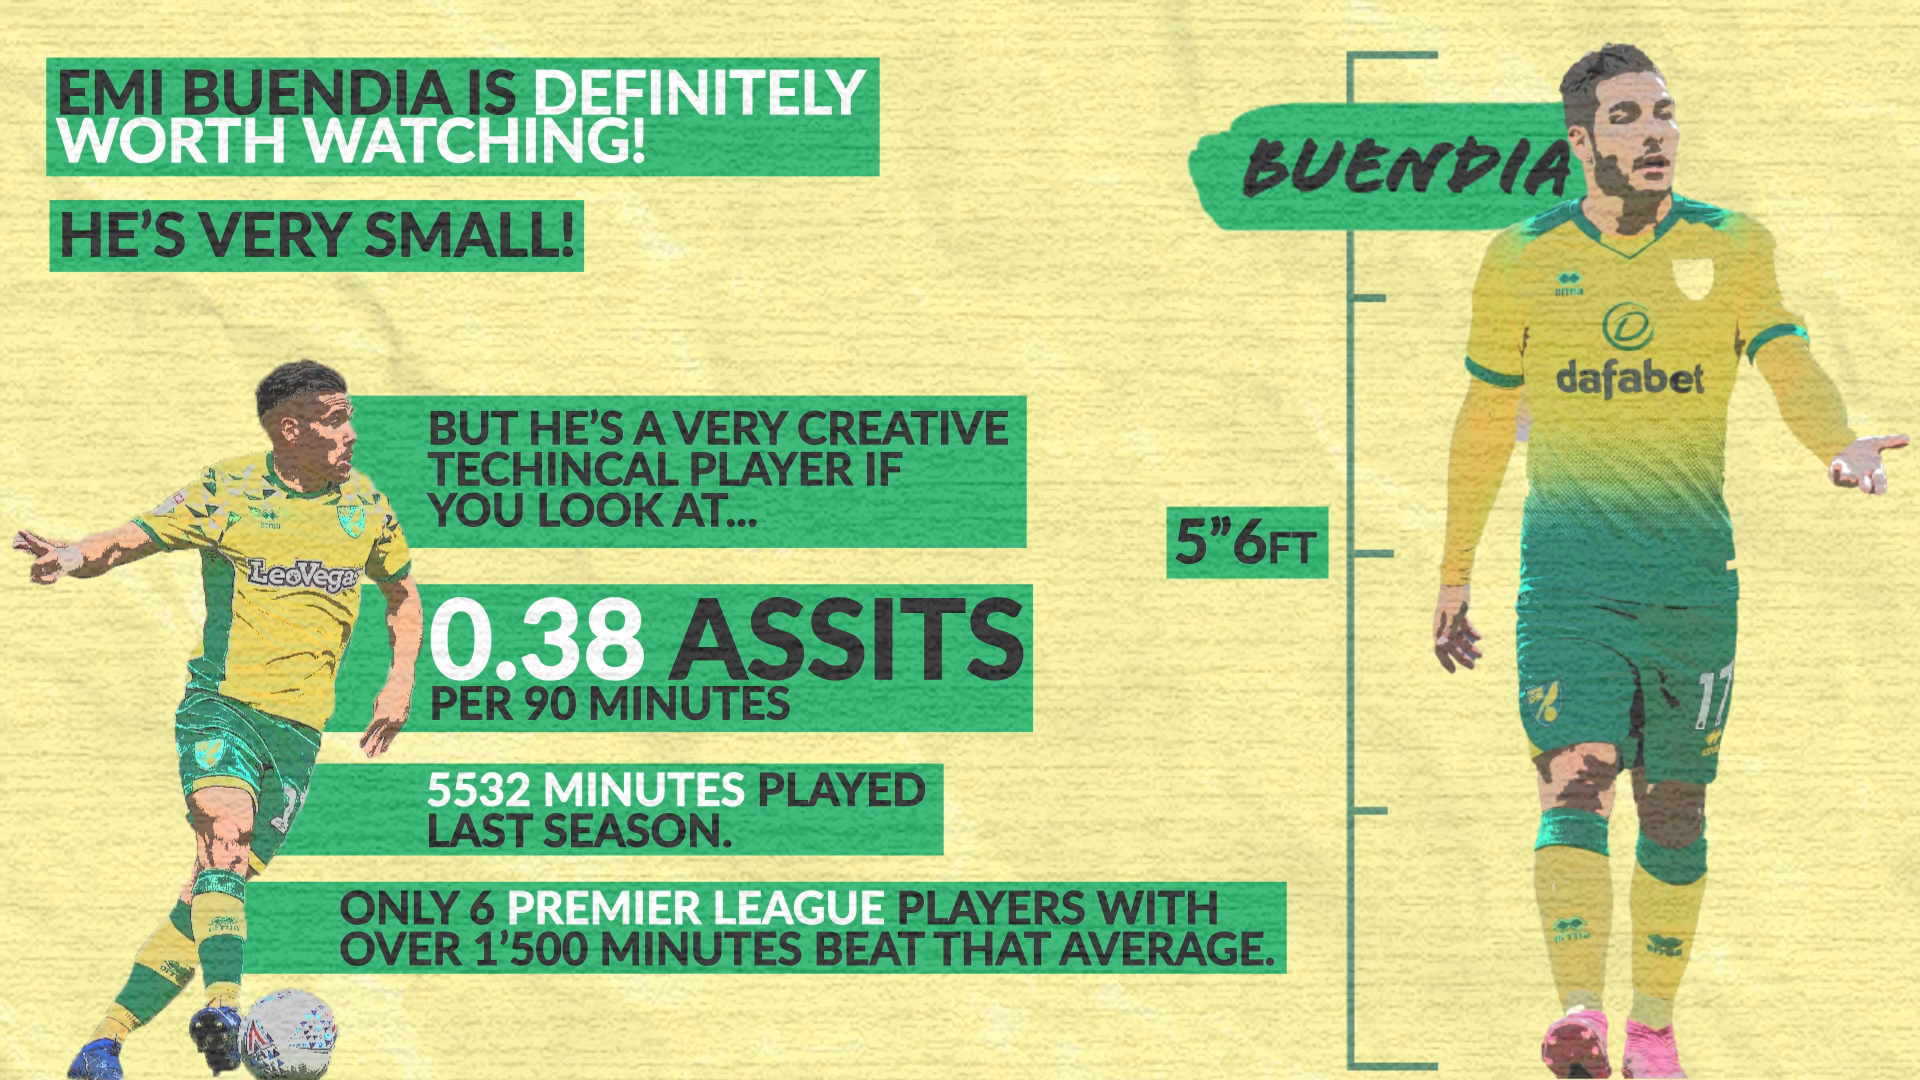 EMI BUENDIA IS DEFINITELY
WORTH WATCHING!
HE'S VERY SMALL!
BUENDIA
dafabet
5”6FT
17
BUT HE'S A VERY CREATIVE
TECHINCAL PLAYER IF
YOU LOOK AT...
LeoVegas
0.38 ASSITS
PER 90 MINUTES
5532 MINUTES PLAYED
LAST SEASON.
ONLY 6 PREMIER LEAGUE PLAYERS WITH
OVER 1'500 MINUTES BEAT THAT AVERAGE.